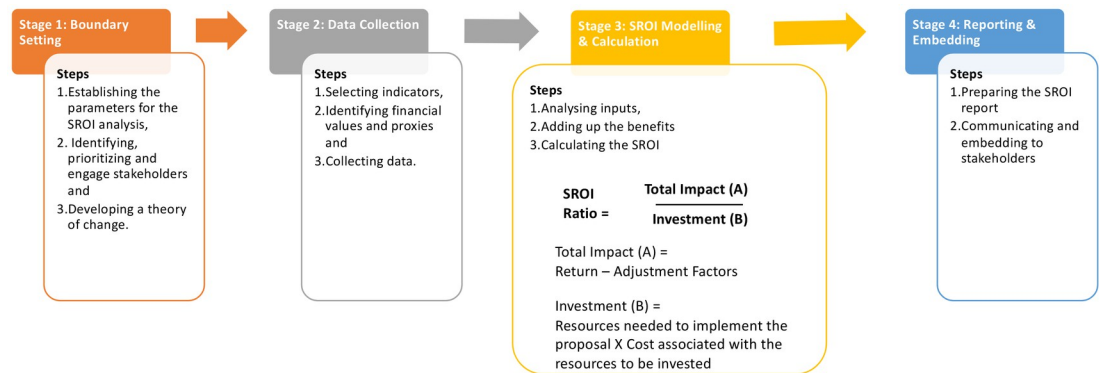 Stage 1: Boundary
Setting
Steps
1.Establishing the
parameters for the
SROI analysis,
2. Identifying,
prioritizing and
engage stakeholders
and
3.Developing a theory
of change.
Stage 2: Data Collection
Steps
1.Selecting indicators,
2.Identifying financial
values and proxies
and
3.Collecting data.
Stage 3: SROI Modelling
& Calculation
Steps
1.Analysing inputs,
2.Adding up the benefits
3.Calculating the SROI
SROI
Ratio =
Total Impact (A)
Investment (B)
Total Impact (A) =
Return – Adjustment Factors
Investment (B) =
Resources needed to implement the
proposal X Cost associated with the
resources to be invested
Stage 4: Reporting &
Embedding
Steps
1.Preparing the SROI
report
2.Communicating and
embedding to
stakeholders